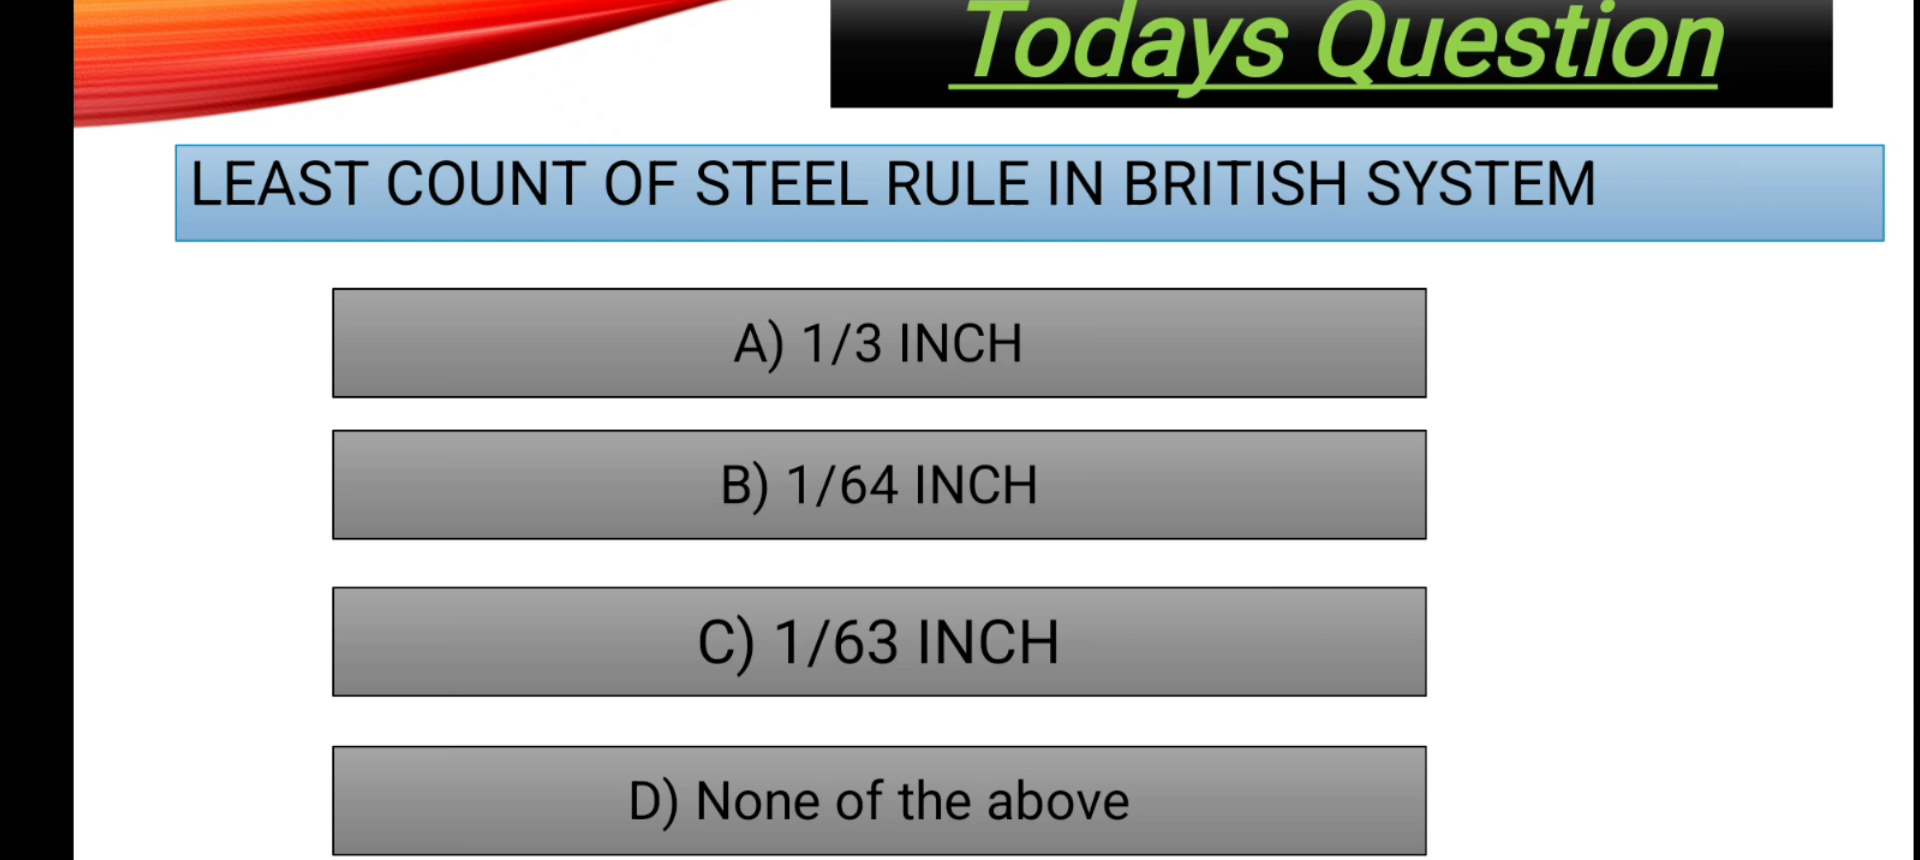 Todays Question
LEAST COUNT OF STEEL RULE IN BRITISH SYSTEM
A) 1/3 INCH
B) 1/64 INCH
C) 1/63 INCH
D) None of the above